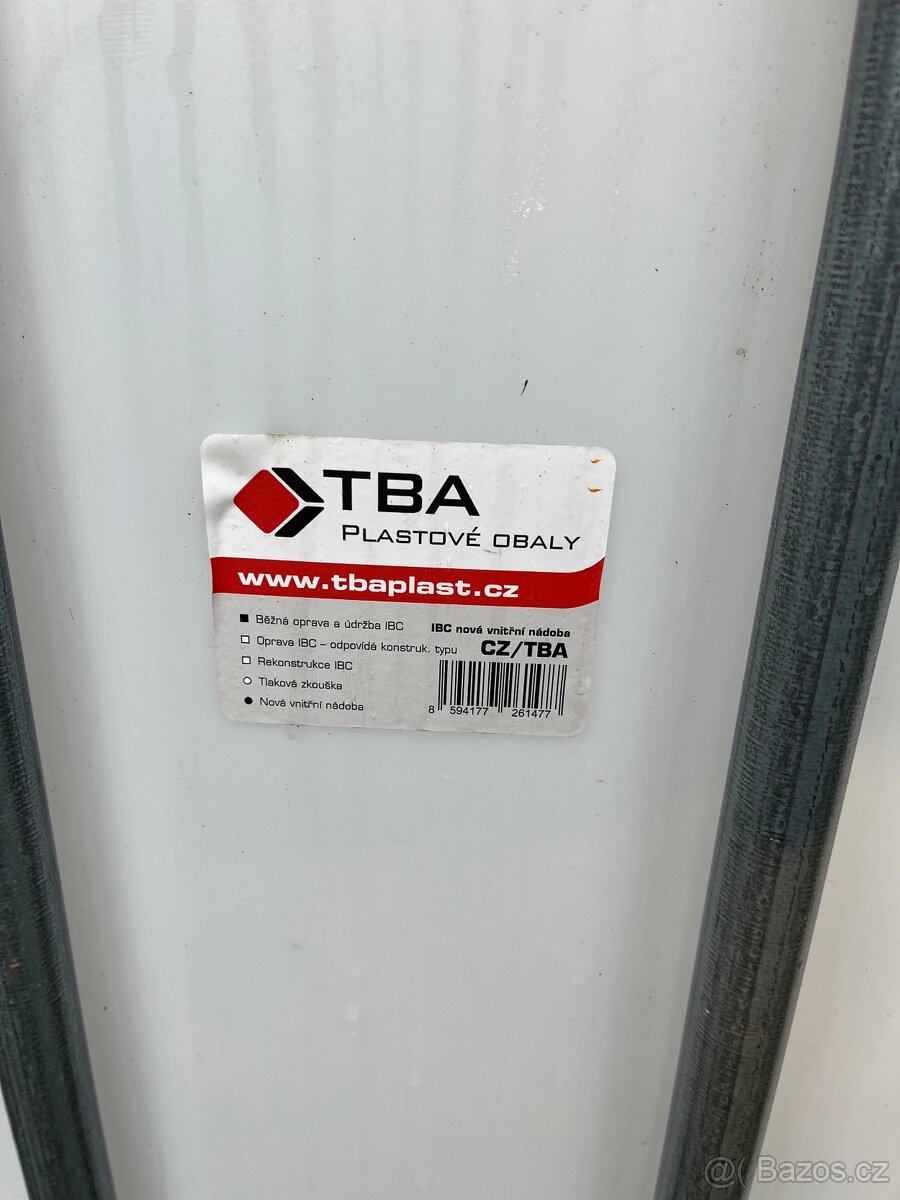 TBA
PLASTOVÉ OBALY
www.tbaplast.cz
■ Běžná oprava a údržba IBC
□ Oprava IBC – odpovídá konstruk. typu
□ Rekonstrukce IBC
○ Tlaková zkouška
● Nová vnitřní nádoba
IBC nová vnitřní nádoba
CZ/TBA
8 594177 261477
@( Bazos.cz